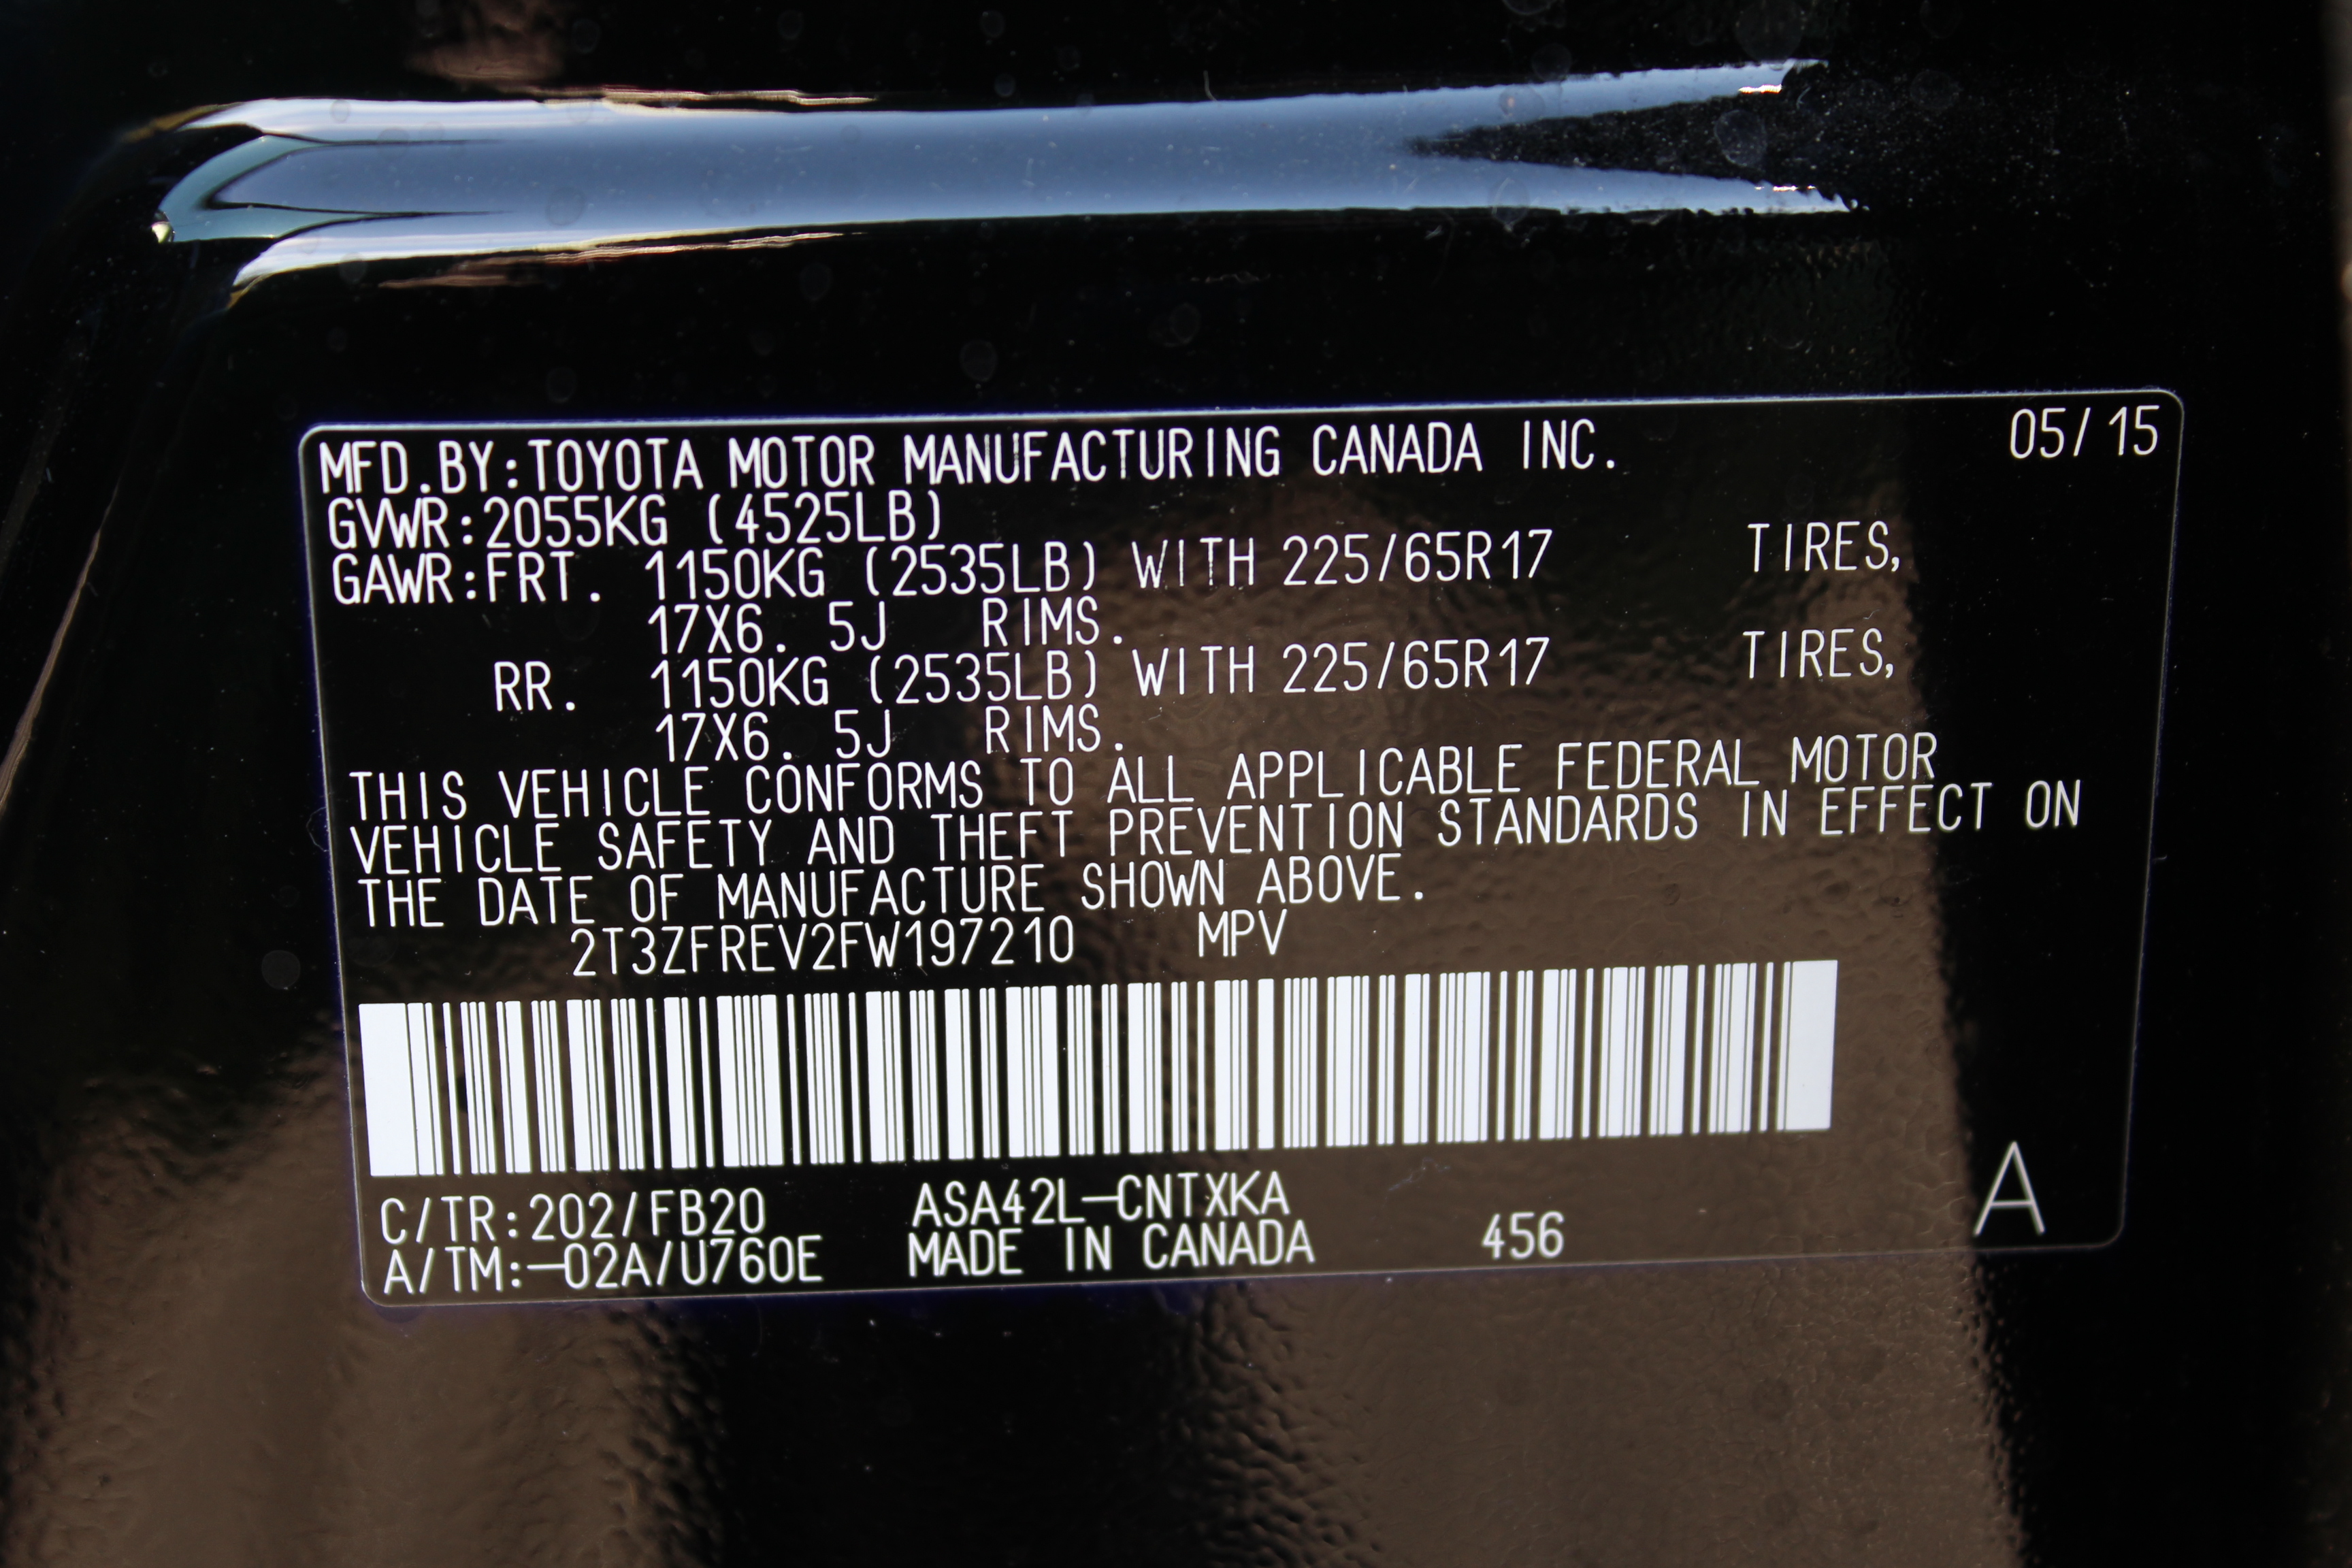 MFD.BY:TOYOTA MOTOR MANUFACTURING CANADA INC. 05/15
GVWR:2055KG (4525LB)
GAWR:FRT. 1150KG (2535LB) WITH 225/65R17 TIRES,
17X6. 5J RIMS.
RR. 1150KG (2535LB) WITH 225/65R17 TIRES,
17X6. 5J RIMS.
THIS VEHICLE CONFORMS TO ALL APPLICABLE FEDERAL MOTOR
VEHICLE SAFETY AND THEFT PREVENTION STANDARDS IN EFFECT ON
THE DATE OF MANUFACTURE SHOWN ABOVE.
2T3ZFREV2FW197210 MPV
C/TR:202/FB20 ASA42L-CNTXKA A
A/TM:-02A/U760E MADE IN CANADA 456